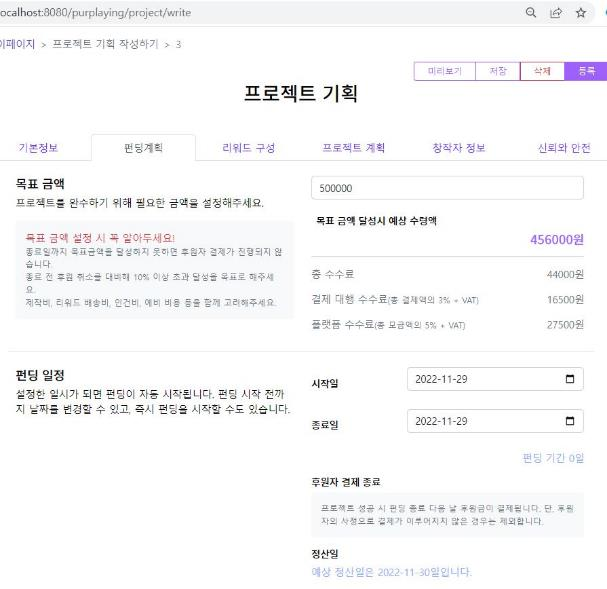 ocalhost:8080/purplaying/project/write
이페이지 > 프로젝트 기획 작성하기 > 3
미리보기 저장 삭제 등록
프로젝트 기획
기본정보 펀딩계획 리워드 구성 프로젝트 계획 창작자 정보 신뢰와 안전
목표 금액
프로젝트를 완수하기 위해 필요한 금액을 설정해주세요.
목표 금액 설정 시 꼭 알아두세요!
종료일까지 목표금액을 달성하지 못하면 후원자 결제가 진행되지 않
습니다.
종료 전 후원 취소를 대비해 10% 이상 초과 달성을 목표로 해주세
요.
제작비, 리워드 배송비, 인건비, 예비 비용 등을 함께 고려해주세요.
500000
목표 금액 달성시 예상 수령액
456000원
총 수수료 44000원
결제 대행 수수료(총 결제액의 3% + VAT) 16500원
플랫폼 수수료(총 모금액의 5% + VAT) 27500원
펀딩 일정
설정한 일시가 되면 펀딩이 자동 시작됩니다. 펀딩 시작 전까
지 날짜를 변경할 수 있고, 즉시 펀딩을 시작할 수도 있습니다.
시작일 2022-11-29
종료일 2022-11-29
펀딩 기간 0일
후원자 결제 종료
프로젝트 성공 시 펀딩 종료 다음 날 후원금이 결제됩니다. 단, 후원
자의 사정으로 결제가 이루어지지 않은 경우는 제외합니다.
정산일
예상 정산일은 2022-11-30일입니다.